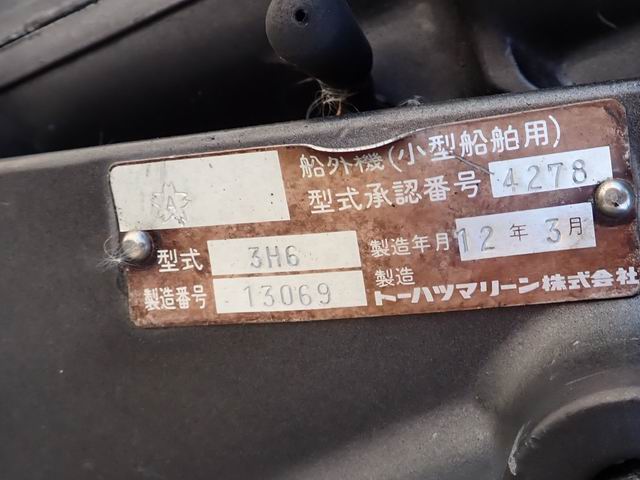 船外機(小型船舶用)
A
型式承認番号 4278
型式 3H6
製造年月 12年 3月
製造番号 13069
製造 トーハツマリーン株式会社